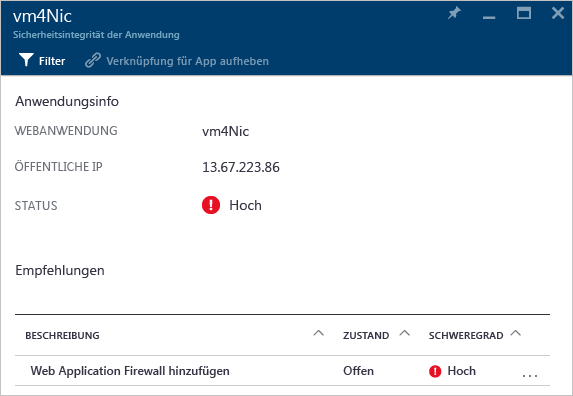 vm4Nic
Sicherheitsintegrität der Anwendung
Filter Verknüpfung für App aufheben
Anwendungsinfo
WEBANWENDUNG vm4Nic
ÖFFENTLICHE IP 13.67.223.86
STATUS Hoch
Empfehlungen
BESCHREIBUNG ZUSTAND SCHWEREGRAD
Web Application Firewall hinzufügen Offen Hoch ...